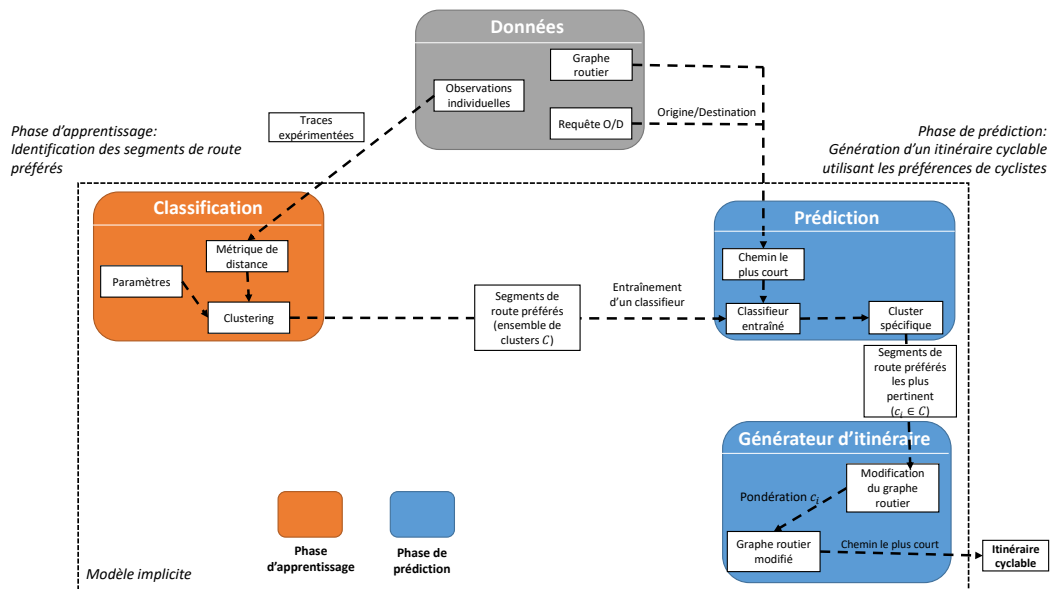 Données
Graphe
routier
Observations
individuelles
Requête O/D
Origine/Destination
Traces
expérimentées
Phase d'apprentissage:
Identification des segments de route
préférés
Phase de prédiction:
Génération d'un itinéraire cyclable
utilisant les préférences de cyclistes
Classification
Métrique de
distance
Paramètres
Clustering
Segments de
route préférés
(ensemble de
clusters C)
Entraînement
d'un classifieur
Prédiction
Chemin le
plus court
Classifieur
entraîné
Cluster
spécifique
Segments de
route préférés
les plus
pertinent
(c_i ∈ C)
Générateur d'itinéraire
Modification
du graphe
routier
Pondération c_i
Graphe routier
modifié
Chemin le plus court
Itinéraire
cyclable
Phase
d'apprentissage
Phase de
prédiction
Modèle implicite